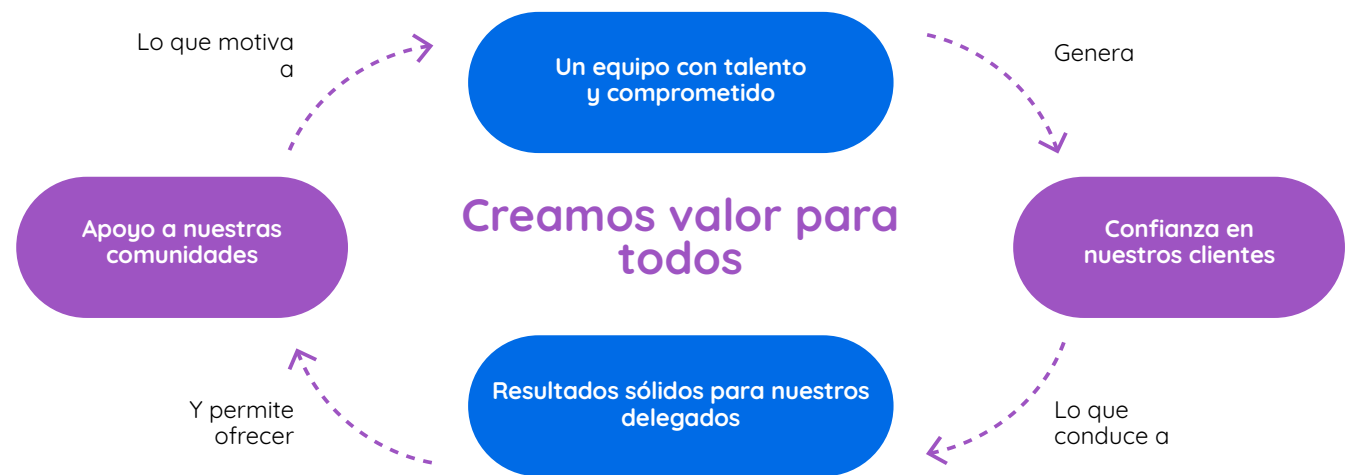 Lo que motiva
a
Un equipo con talento
y comprometido
Genera
Apoyo a nuestras
comunidades
Creamos valor para
todos
Confianza en
nuestros clientes
Y permite
ofrecer
Resultados sólidos para nuestros
delegados
Lo que
conduce a